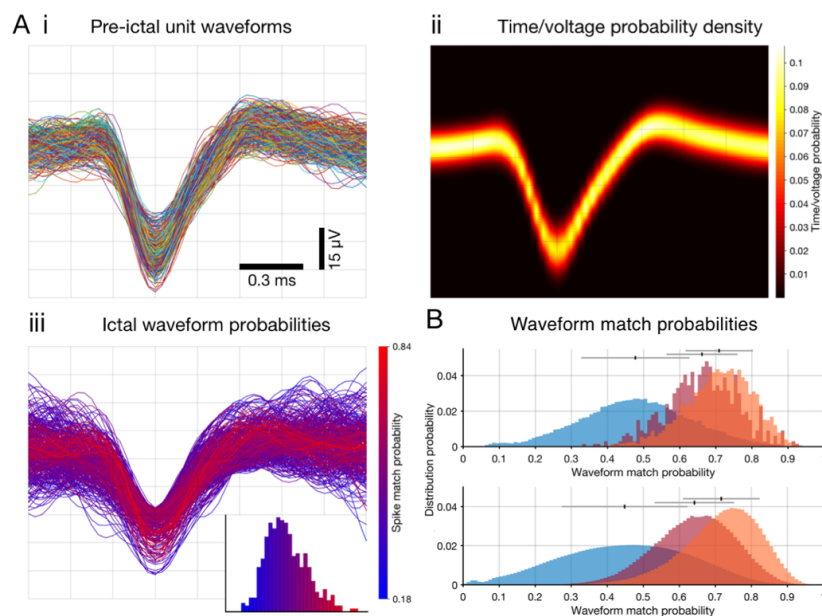 A i Pre-ictal unit waveforms
15 µV
0.3 ms
ii Time/voltage probability density
0.1
0.09
0.08
0.07
0.06
0.05
0.04
0.03
0.02
0.01
Time/voltage probability
iii Ictal waveform probabilities
0.84
Spike match probability
0.18
B Waveform match probabilities
Distribution probability
0.04
0.02
0
0 0.1 0.2 0.3 0.4 0.5 0.6 0.7 0.8 0.9 1
Waveform match probability
0.04
0.02
0
0 0.1 0.2 0.3 0.4 0.5 0.6 0.7 0.8 0.9 1
Waveform match probability